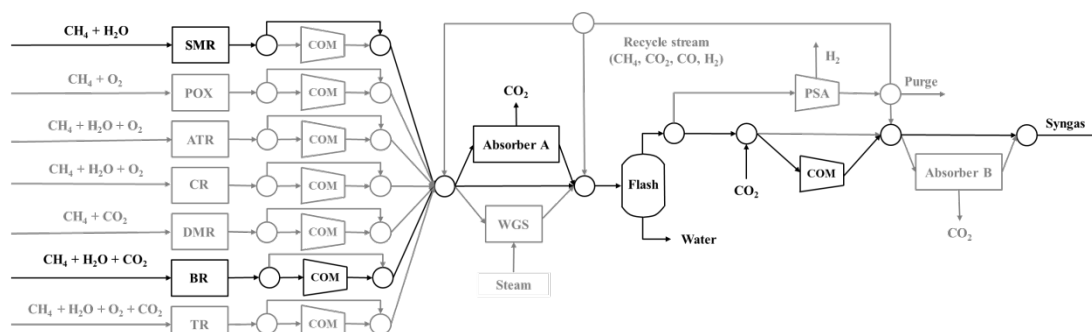 CH₄ + H₂O
SMR
COM
CH₄ + O₂
POX
COM
CH₄ + H₂O + O₂
ATR
COM
CH₄ + H₂O + O₂
CR
COM
CH₄ + CO₂
DMR
COM
CH₄ + H₂O + CO₂
BR
COM
CH₄ + H₂O + O₂ + CO₂
TR
COM
CO₂
Absorber A
WGS
Steam
Recycle stream
(CH₄, CO₂, CO, H₂)
Flash
Water
H₂
PSA
Purge
CO₂
COM
Absorber B
CO₂
Syngas